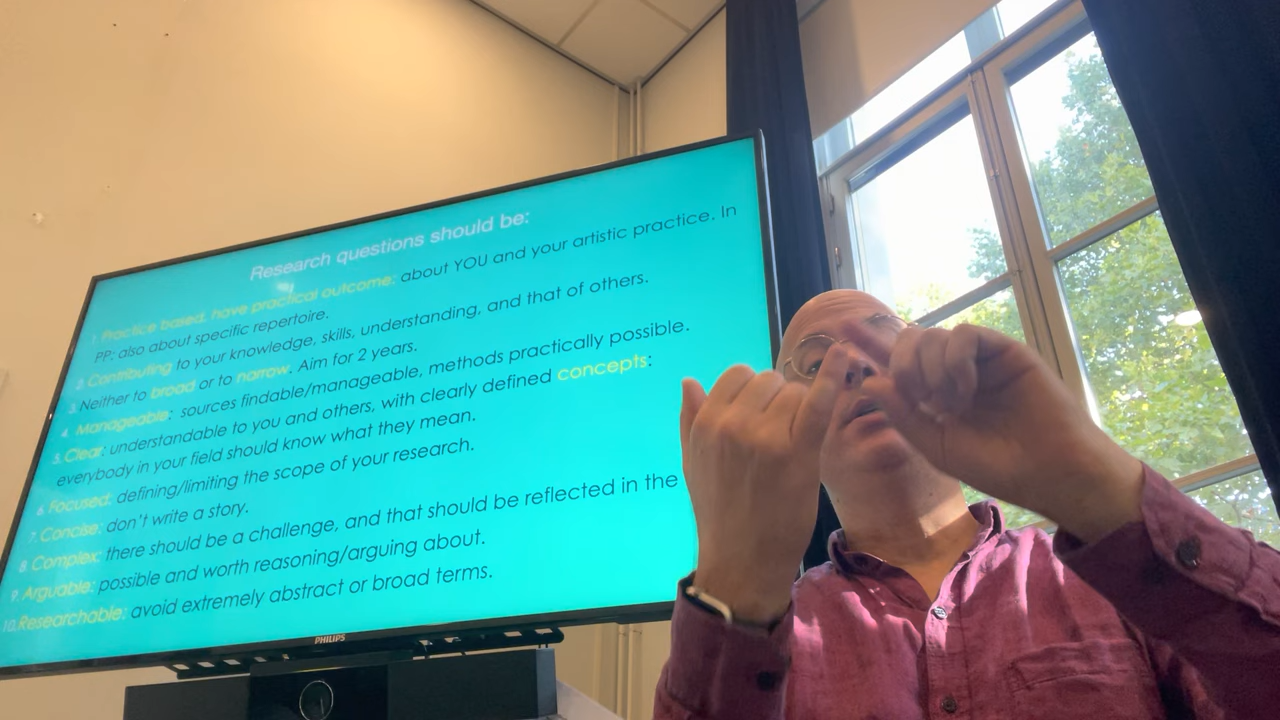 Research questions should be:
1. Practice based, have practical outcome: about YOU and your artistic practice. In
PP: also about specific repertoire.
2. Contributing to your knowledge, skills, understanding, and that of others.
3. Neither to broad or to narrow. Aim for 2 years.
4. Manageable: sources findable/manageable, methods practically possible.
5. Clear: understandable to you and others, with clearly defined concepts:
everybody in your field should know what they mean.
6. Focused: defining/limiting the scope of your research.
7. Concise: don't write a story.
8. Complex: there should be a challenge, and that should be reflected in the
9. Arguable: possible and worth reasoning/arguing about.
10. Researchable: avoid extremely abstract or broad terms.
PHILIPS